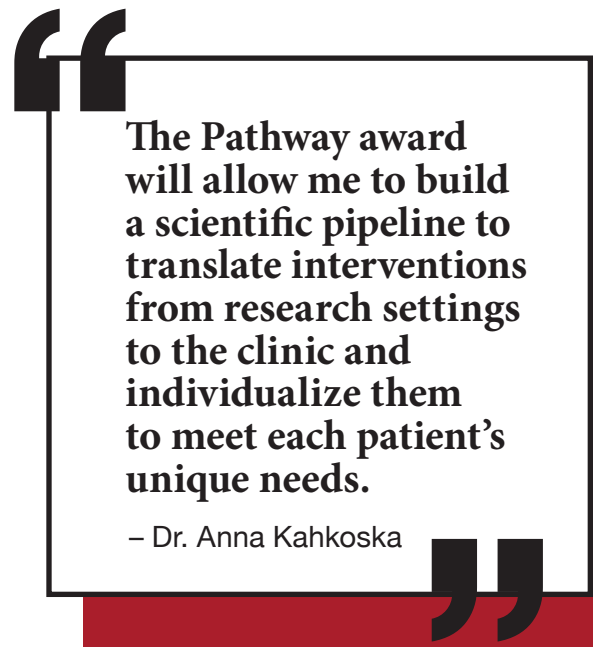 “
The Pathway award
will allow me to build
a scientific pipeline to
translate interventions
from research settings
to the clinic and
individualize them
to meet each patient’s
unique needs.
– Dr. Anna Kahkoska
”